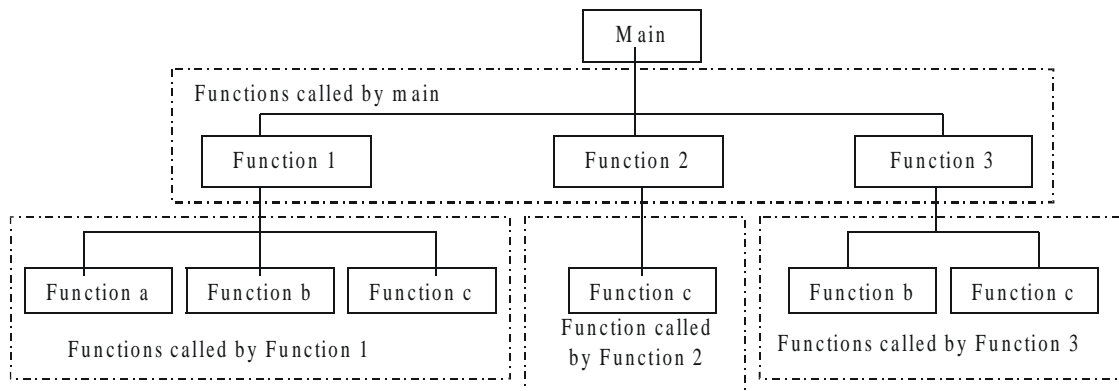 Main
Functions called by main
Function 1
Function 2
Function 3
Function a
Function b
Function c
Functions called by Function 1
Function c
Function called
by Function 2
Function b
Function c
Functions called by Function 3